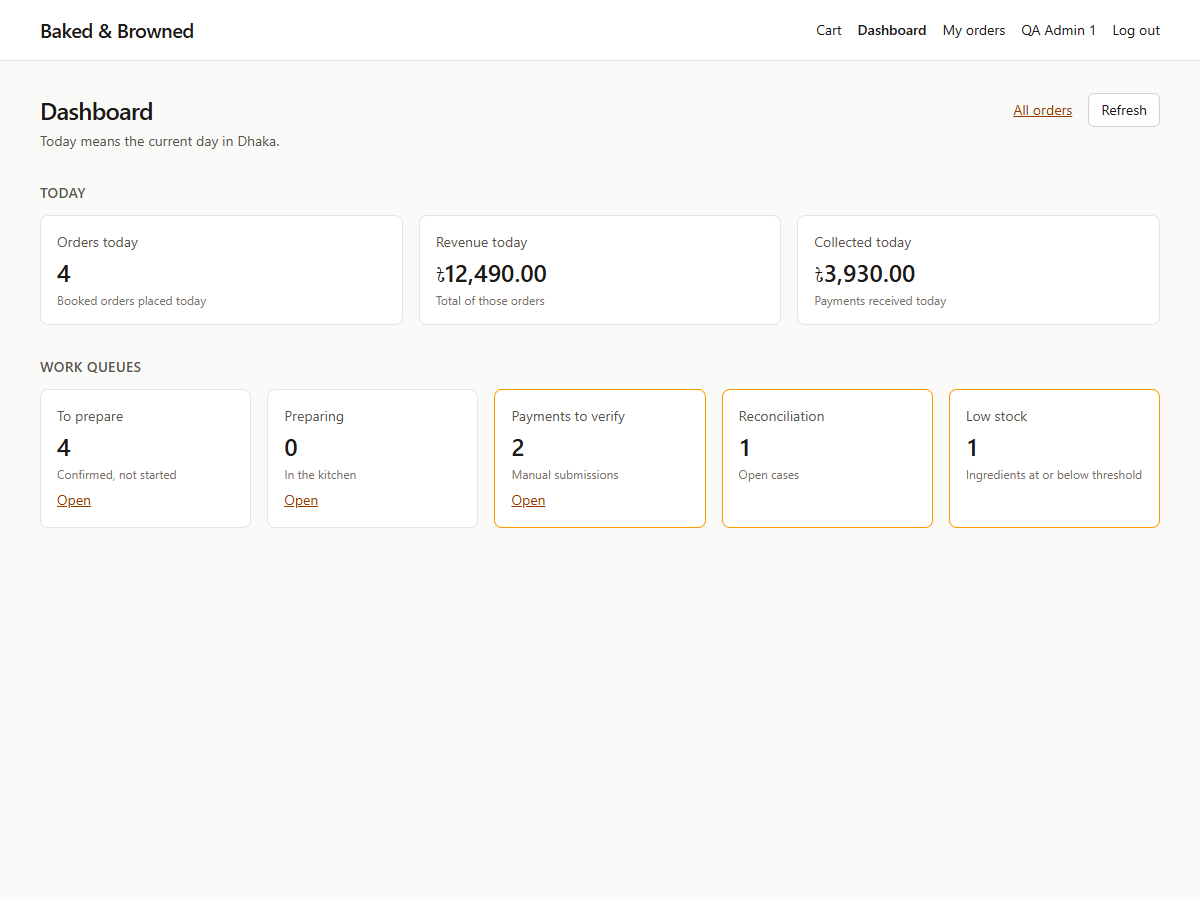 Baked & Browned
Cart Dashboard My orders QA Admin 1 Log out
Dashboard
All orders Refresh
Today means the current day in Dhaka.
TODAY
Orders today
4
Booked orders placed today
Revenue today
৳12,490.00
Total of those orders
Collected today
৳3,930.00
Payments received today
WORK QUEUES
To prepare
4
Confirmed, not started
Open
Preparing
0
In the kitchen
Open
Payments to verify
2
Manual submissions
Open
Reconciliation
1
Open cases
Low stock
1
Ingredients at or below threshold